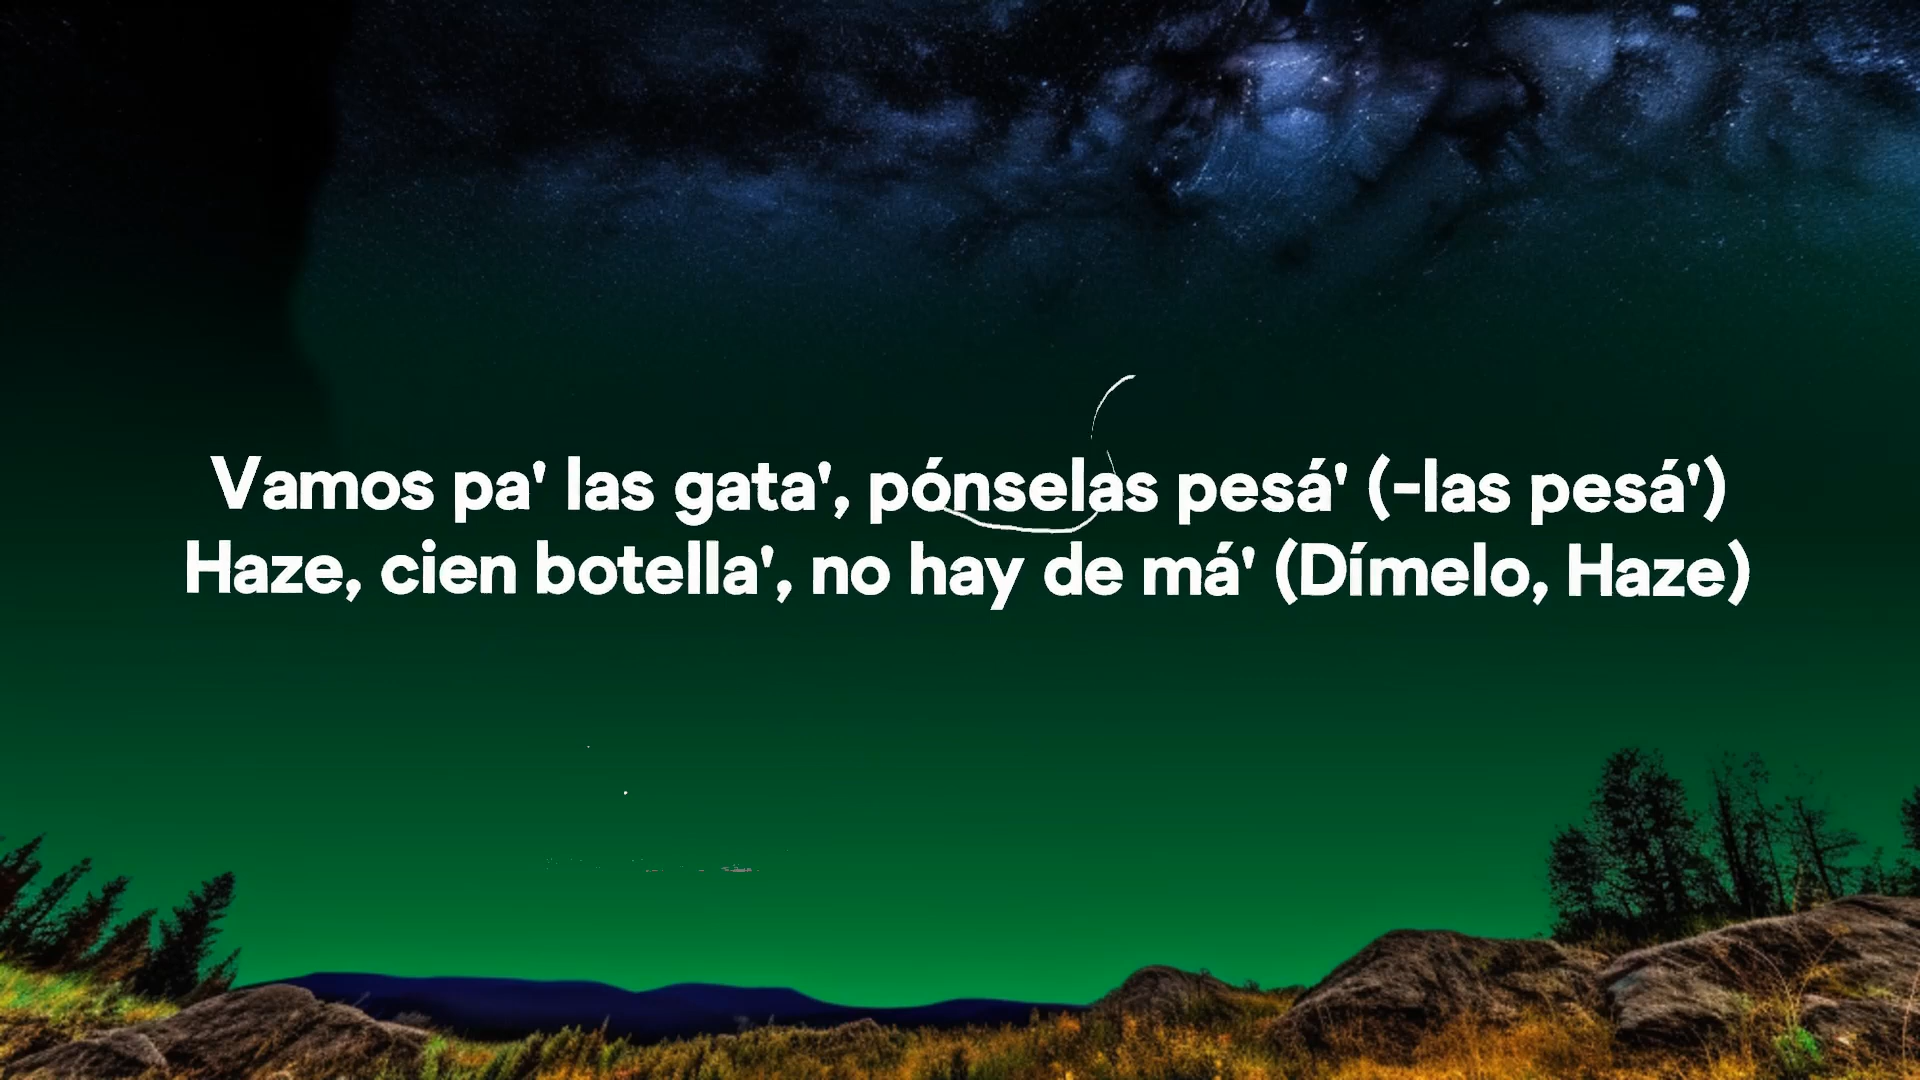 Vamos pa' las gata', pónselas pesá' (-las pesá')
Haze, cien botella', no hay de má' (Dímelo, Haze)